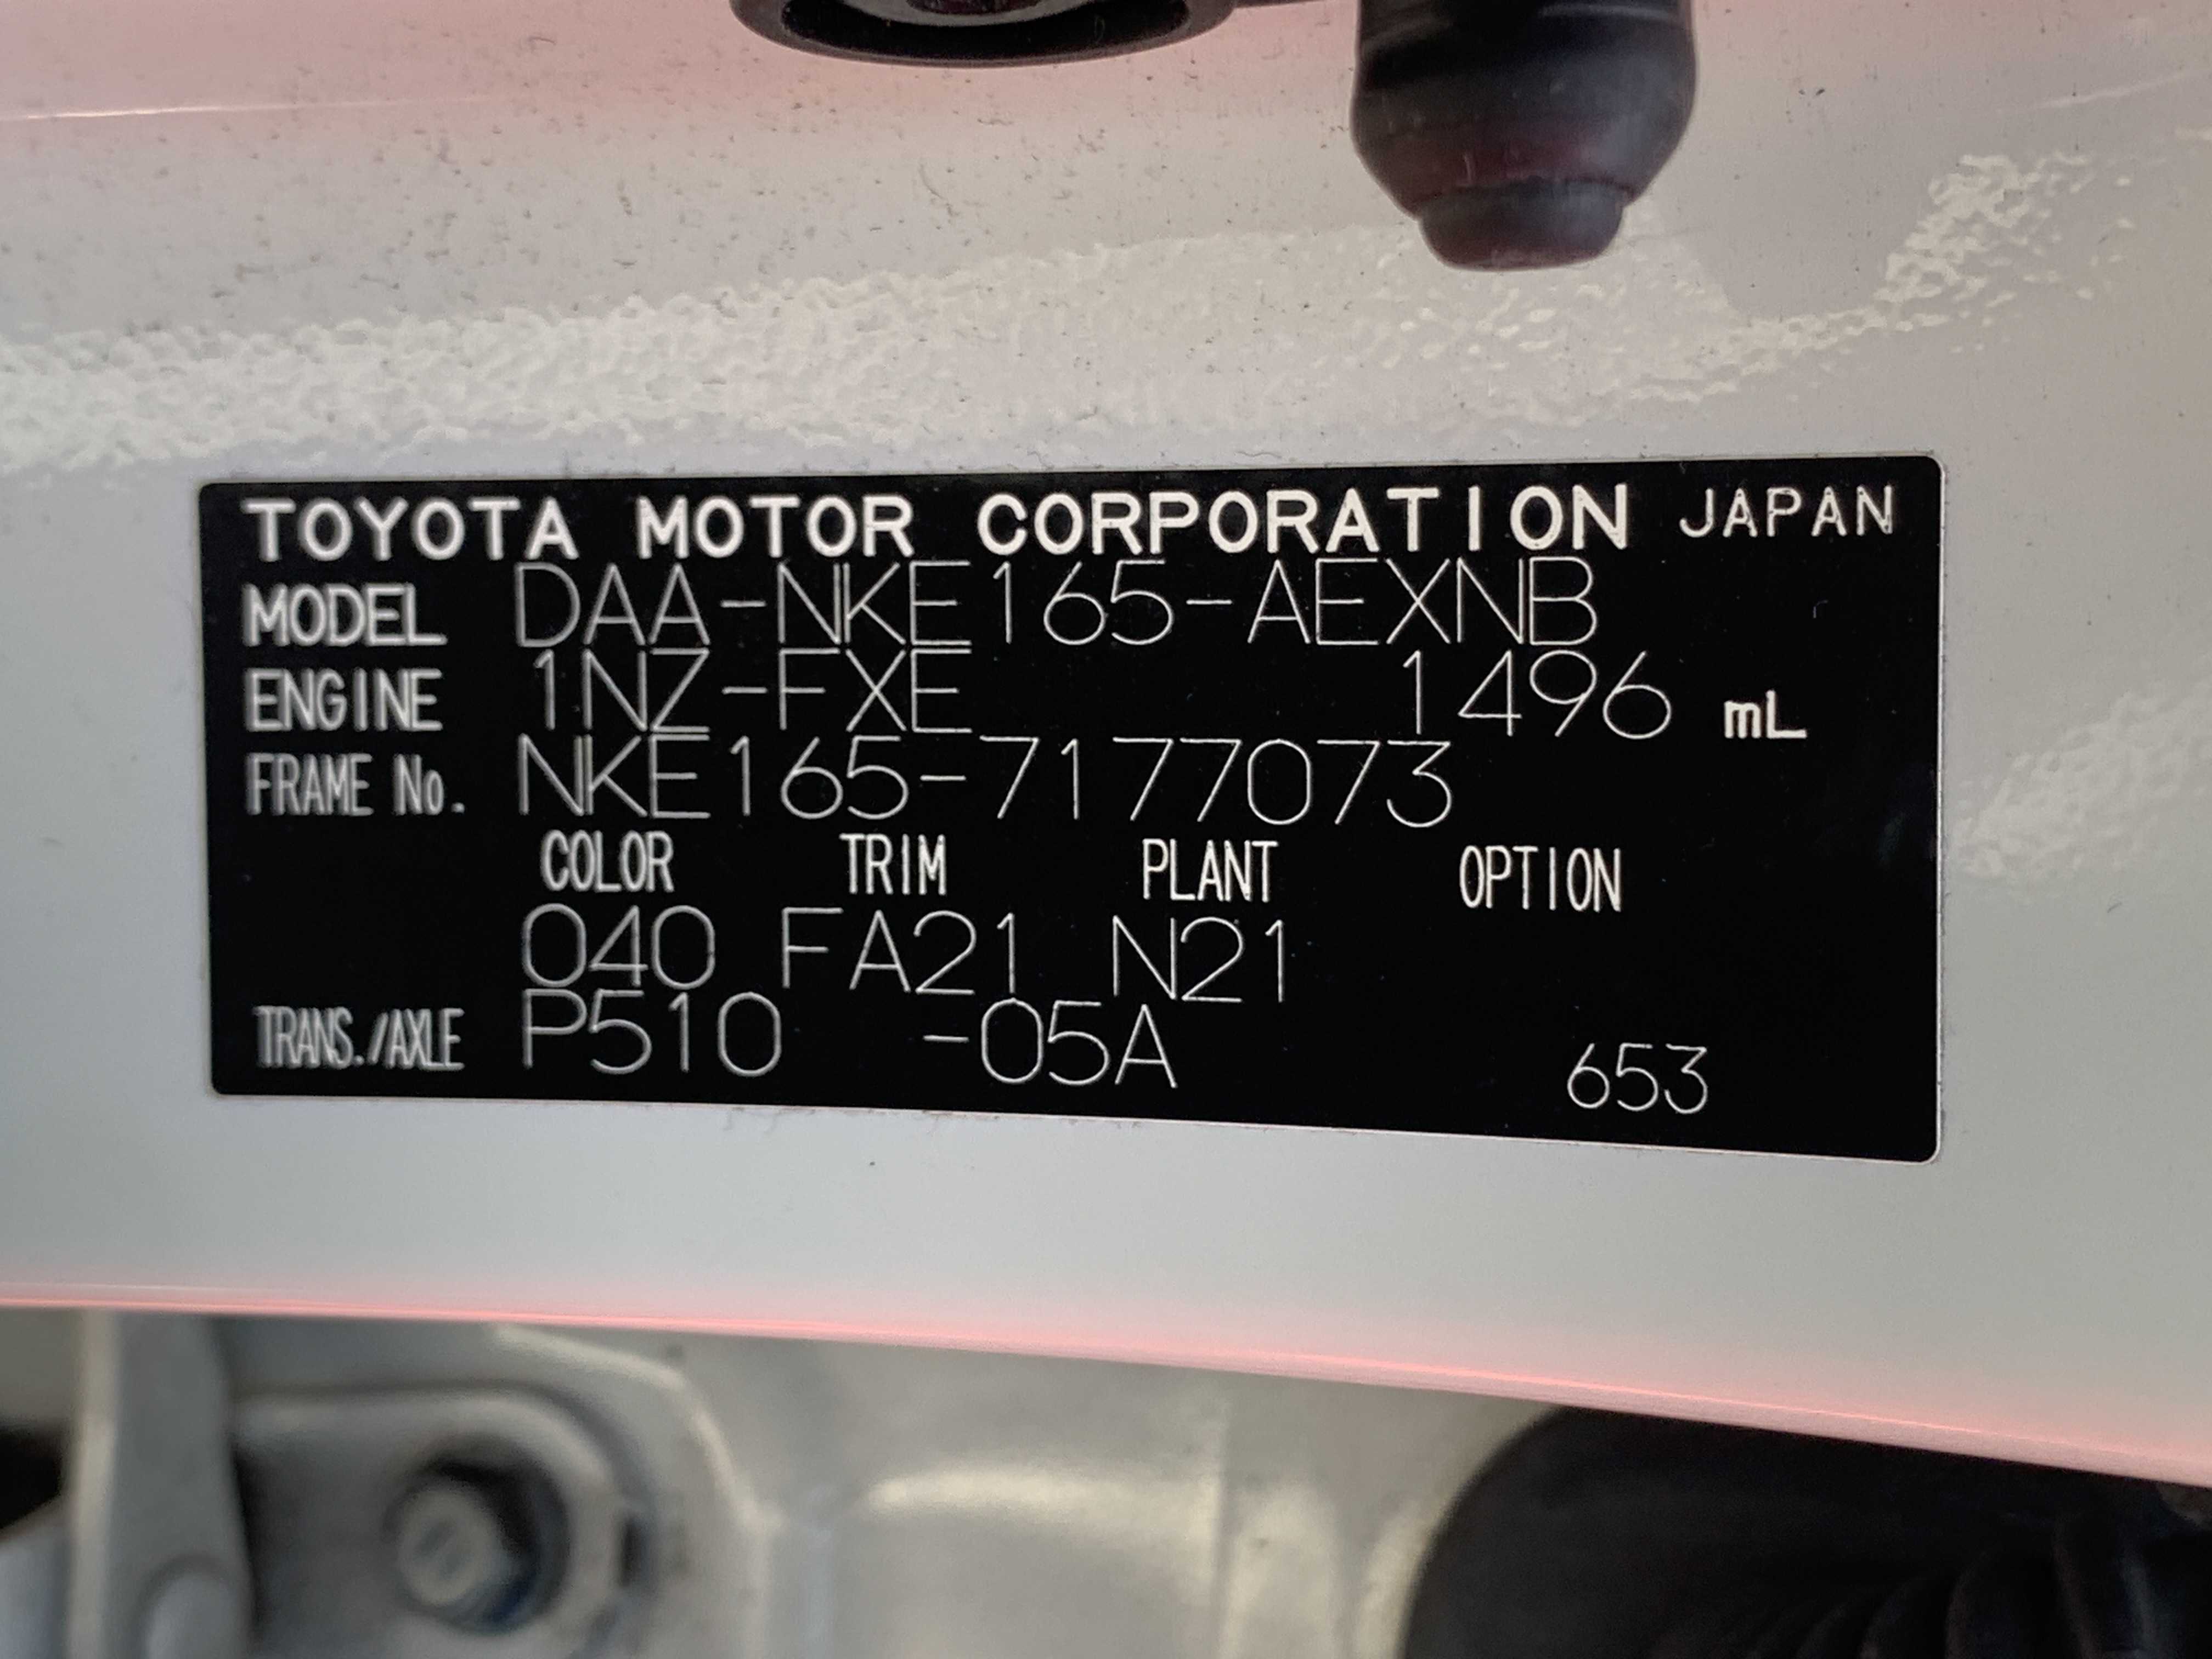 TOYOTA MOTOR CORPORATION JAPAN
MODEL DAA-NKE165-AEXNB
ENGINE 1NZ-FXE 1496 mL
FRAME No. NKE165-7177073
COLOR TRIM PLANT OPTION
040 FA21 N21
TRANS./AXLE P510 -05A 653